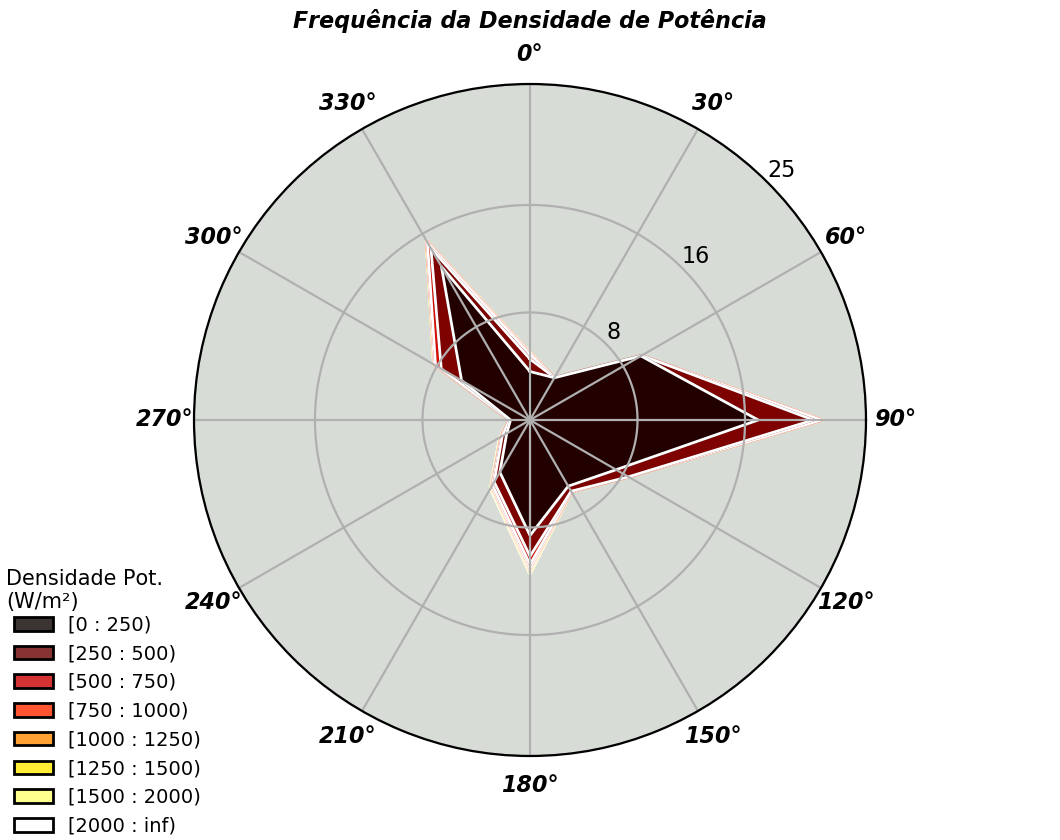 Frequência da Densidade de Potência
0°
330°
30°
25
300°
60°
16
8
270°
90°
Densidade Pot.
(W/m²)
240°
120°
[0 : 250)
[250 : 500)
[500 : 750)
[750 : 1000)
210°
150°
[1000 : 1250)
[1250 : 1500)
180°
[1500 : 2000)
[2000 : inf)